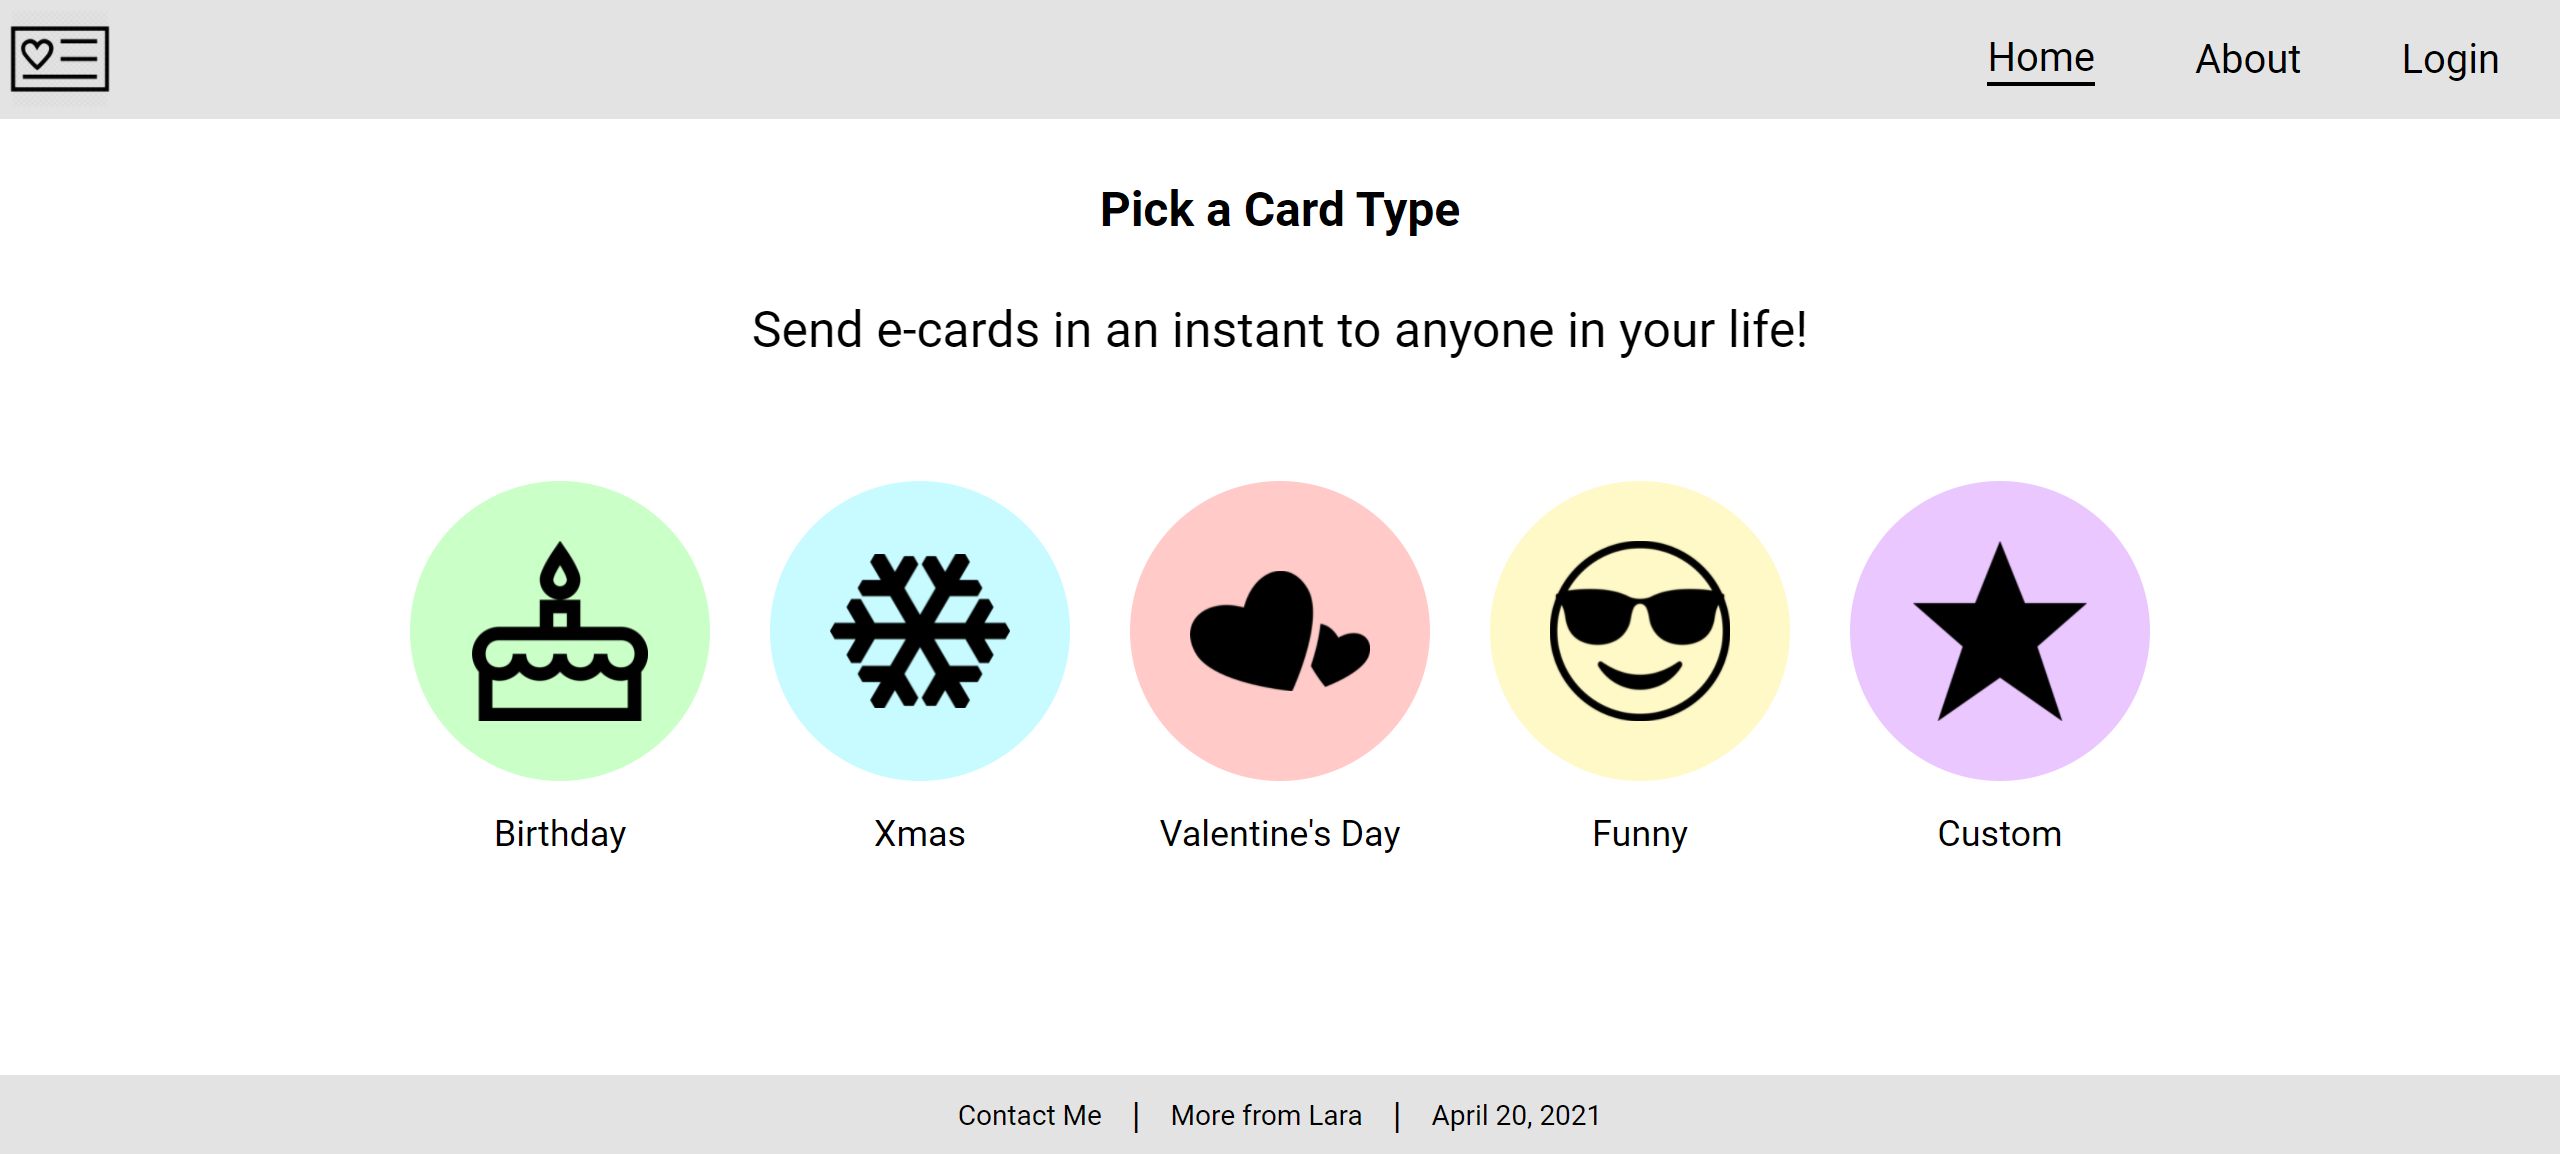 Home About Login
Pick a Card Type
Send e-cards in an instant to anyone in your life!
Birthday Xmas Valentine's Day Funny Custom
Contact Me | More from Lara | April 20, 2021